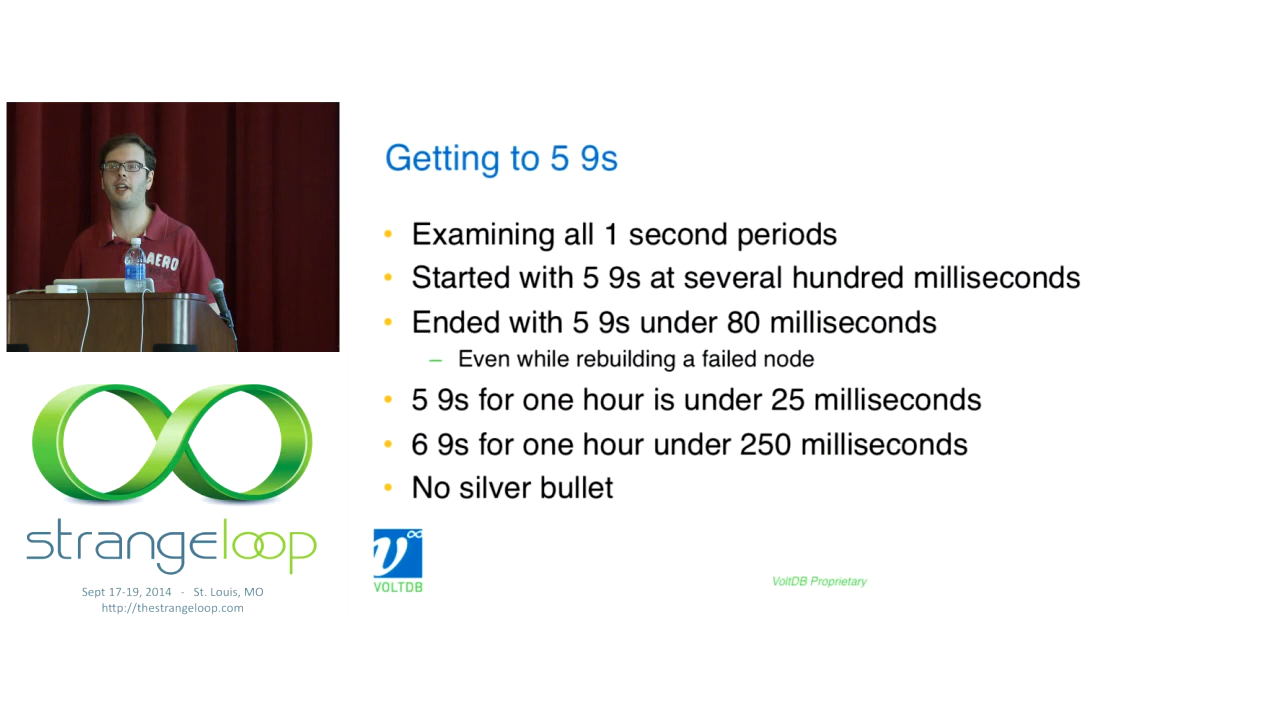 Getting to 5 9s
• Examining all 1 second periods
• Started with 5 9s at several hundred milliseconds
• Ended with 5 9s under 80 milliseconds
– Even while rebuilding a failed node
• 5 9s for one hour is under 25 milliseconds
• 6 9s for one hour under 250 milliseconds
• No silver bullet
VOLTDB
VoltDB Proprietary
strangeloop
Sept 17-19, 2014 - St. Louis, MO
http://thestrangeloop.com